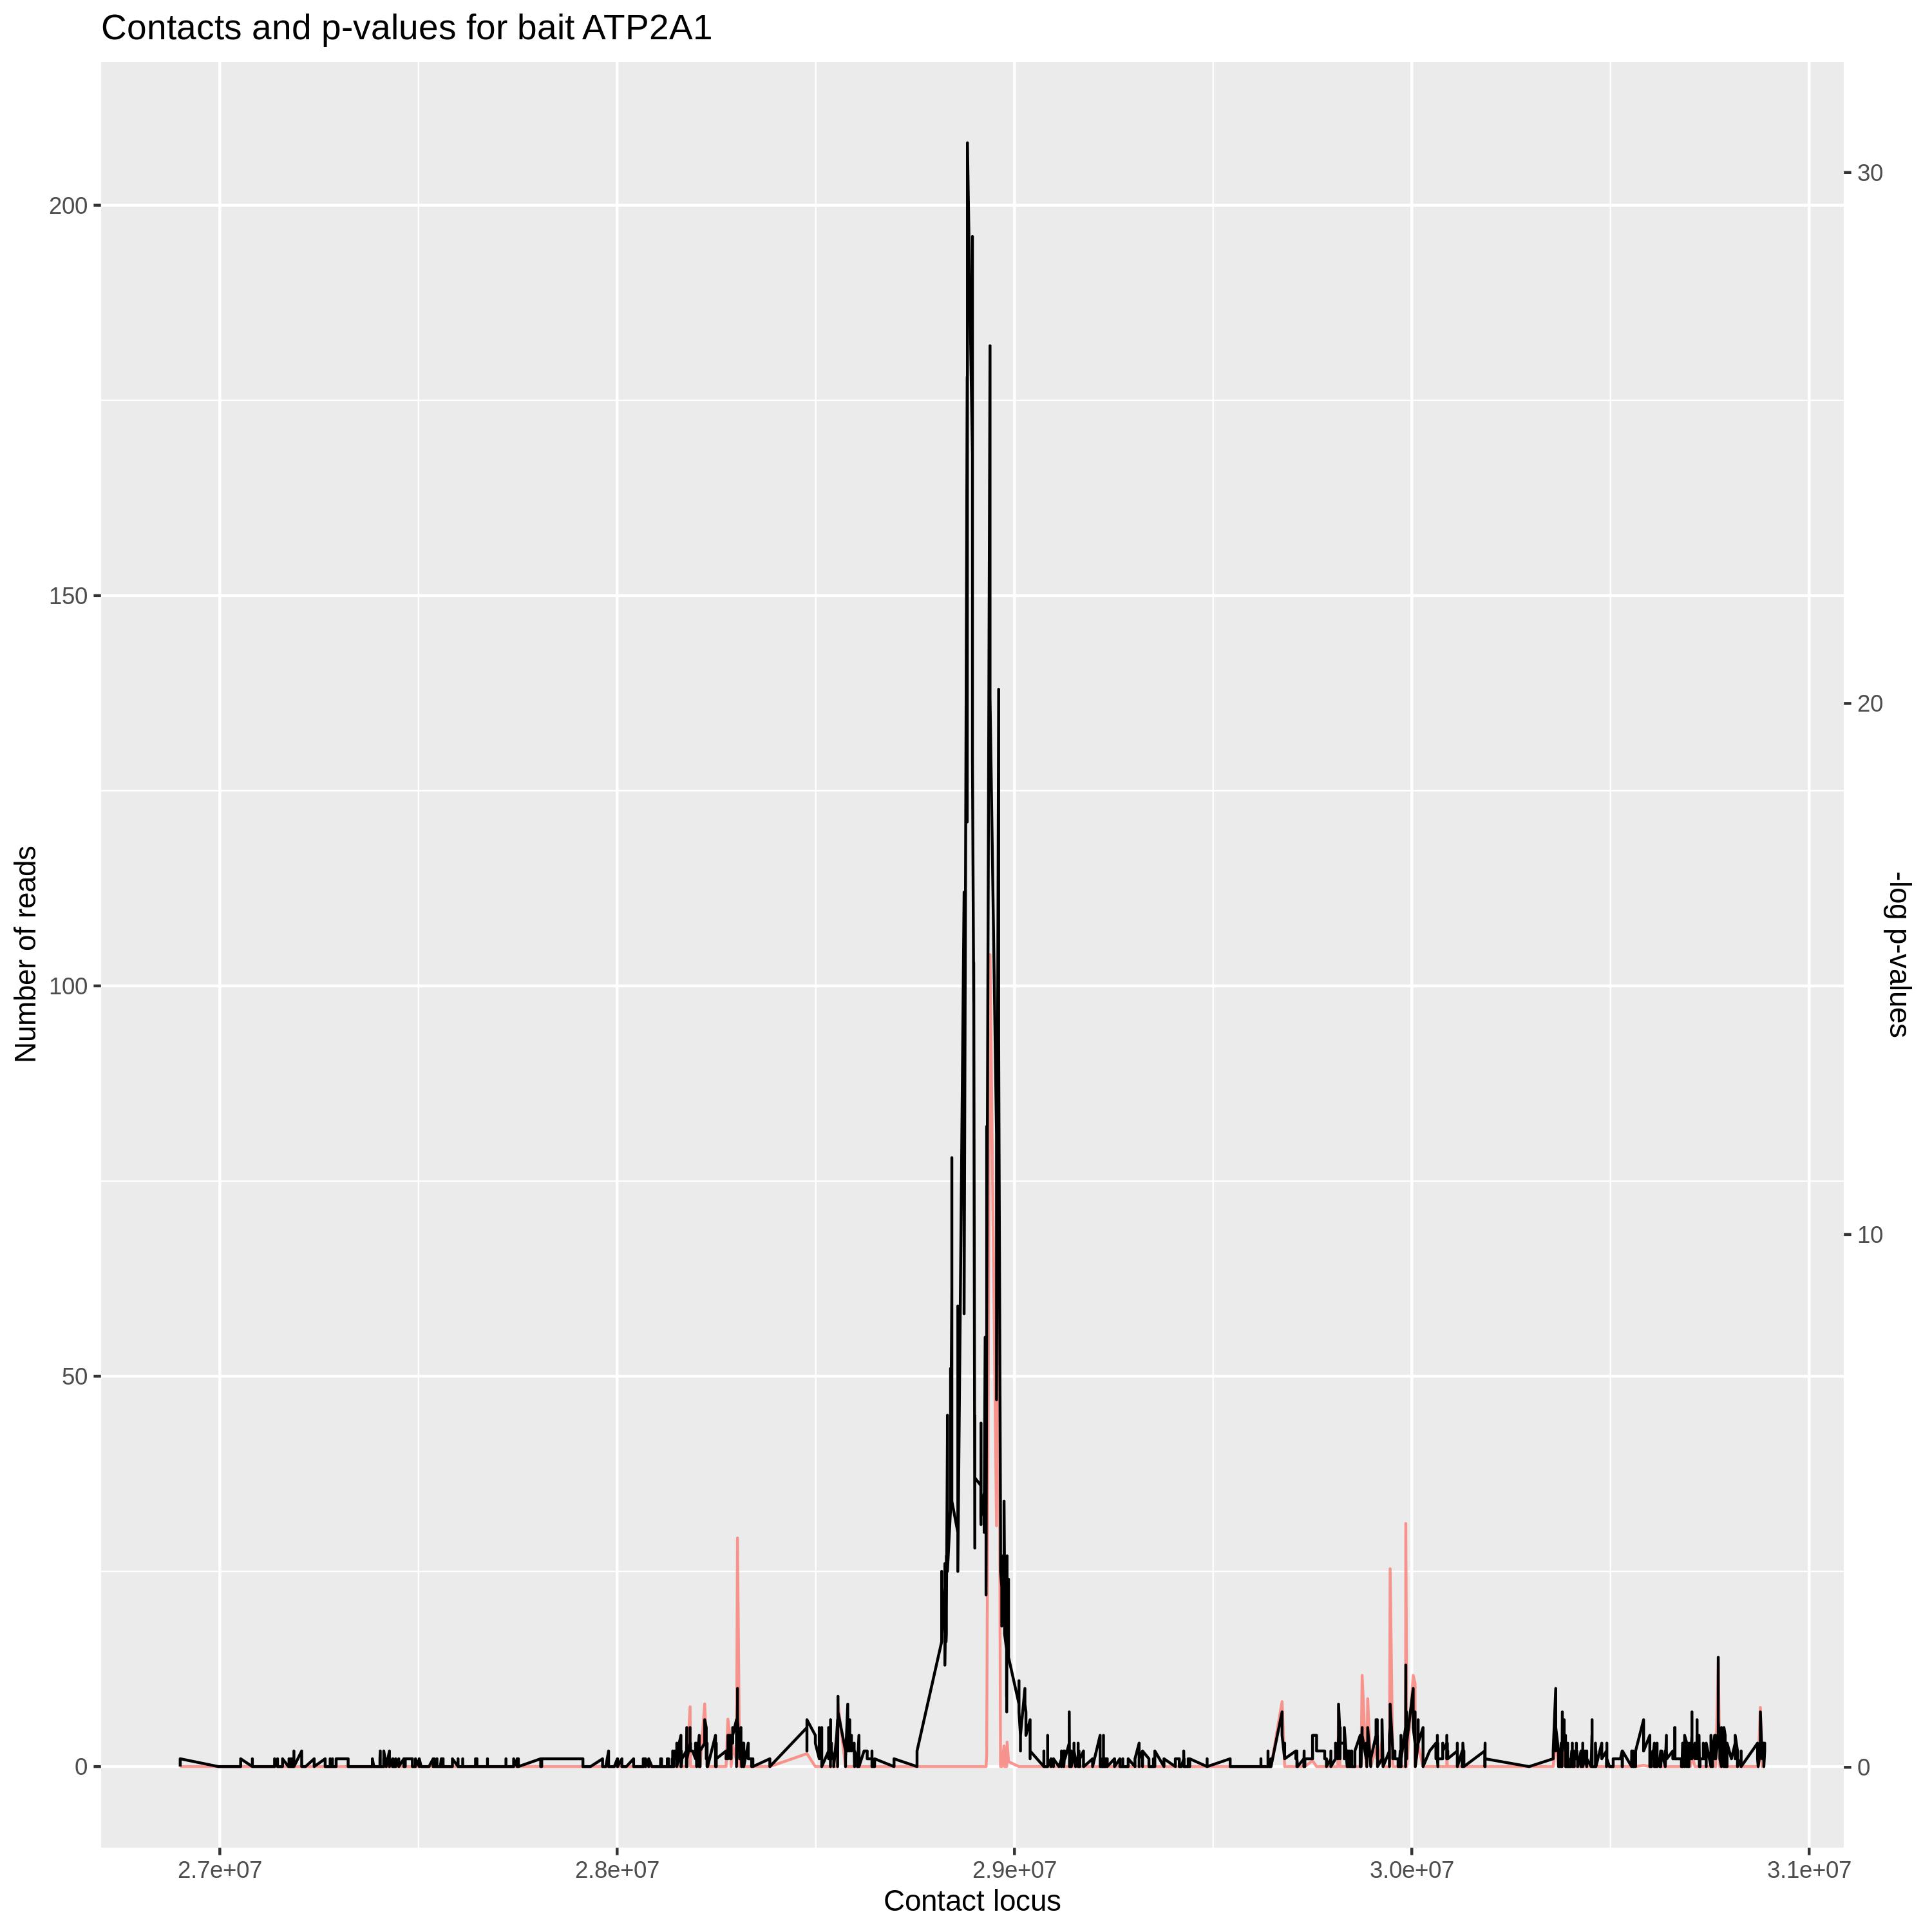 Contacts and p-values for bait ATP2A1
200
150
100
50
0
Number of reads
30
20
10
0
-log p-values
2.7e+07 2.8e+07 2.9e+07 3.0e+07 3.1e+07
Contact locus